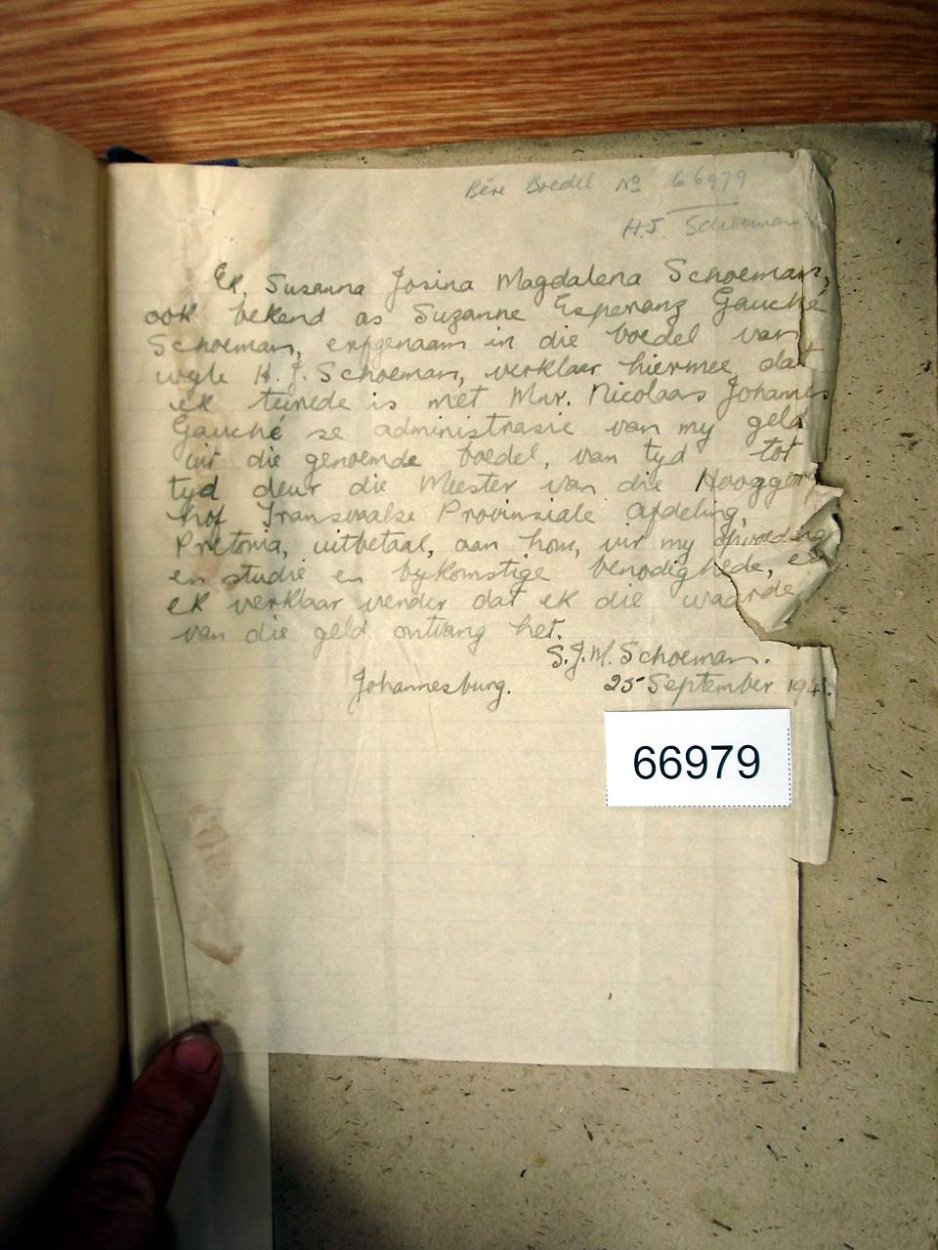 Bêre Boedel No 66979
H.J. Schoeman
Ek, Susanna Josina Magdalena Schoeman,
ook bekend as Suzanne Esperanz Gauché
Schoeman, erfgenaam in die boedel van
wyle H. J. Schoeman, verklaar hiermee dat
ek tevrede is met Mnr. Nicolaas Johannes
Gauché se administrasie van my geld
uit die genoemde boedel, van tyd tot
tyd deur die Meester van die Hooggeregs
hof Transvaalse Provinsiale Afdeling,
Pretoria, uitbetaal, aan hom, vir my opvoeding
en studie en bykomstige benodighede, en
ek verklaar verder dat ek die waarde
van die geld ontvang het.
S.J.M. Schoeman.
Johannesburg. 25 September
66979